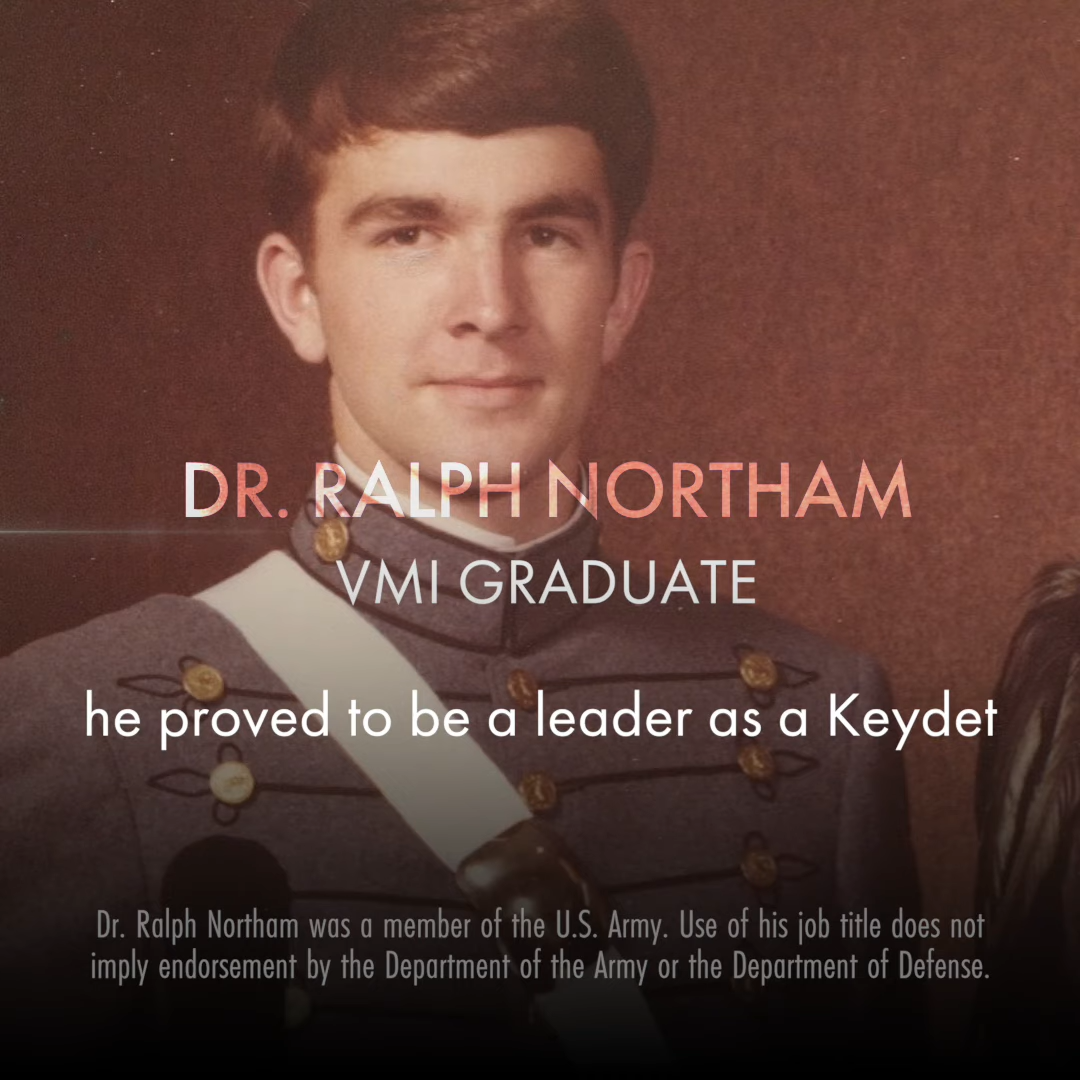 DR. RALPH NORTHAM
VMI GRADUATE
he proved to be a leader as a Keydet
Dr. Ralph Northam was a member of the U.S. Army. Use of his job title does not
imply endorsement by the Department of the Army or the Department of Defense.